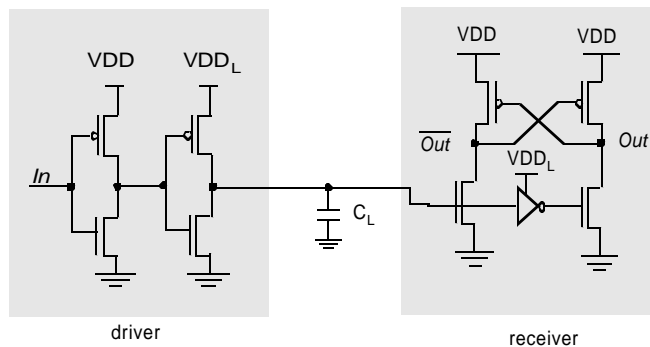 VDD
VDD
VDD VDD_L
Out
Out
VDD_L
In
C_L
driver
receiver